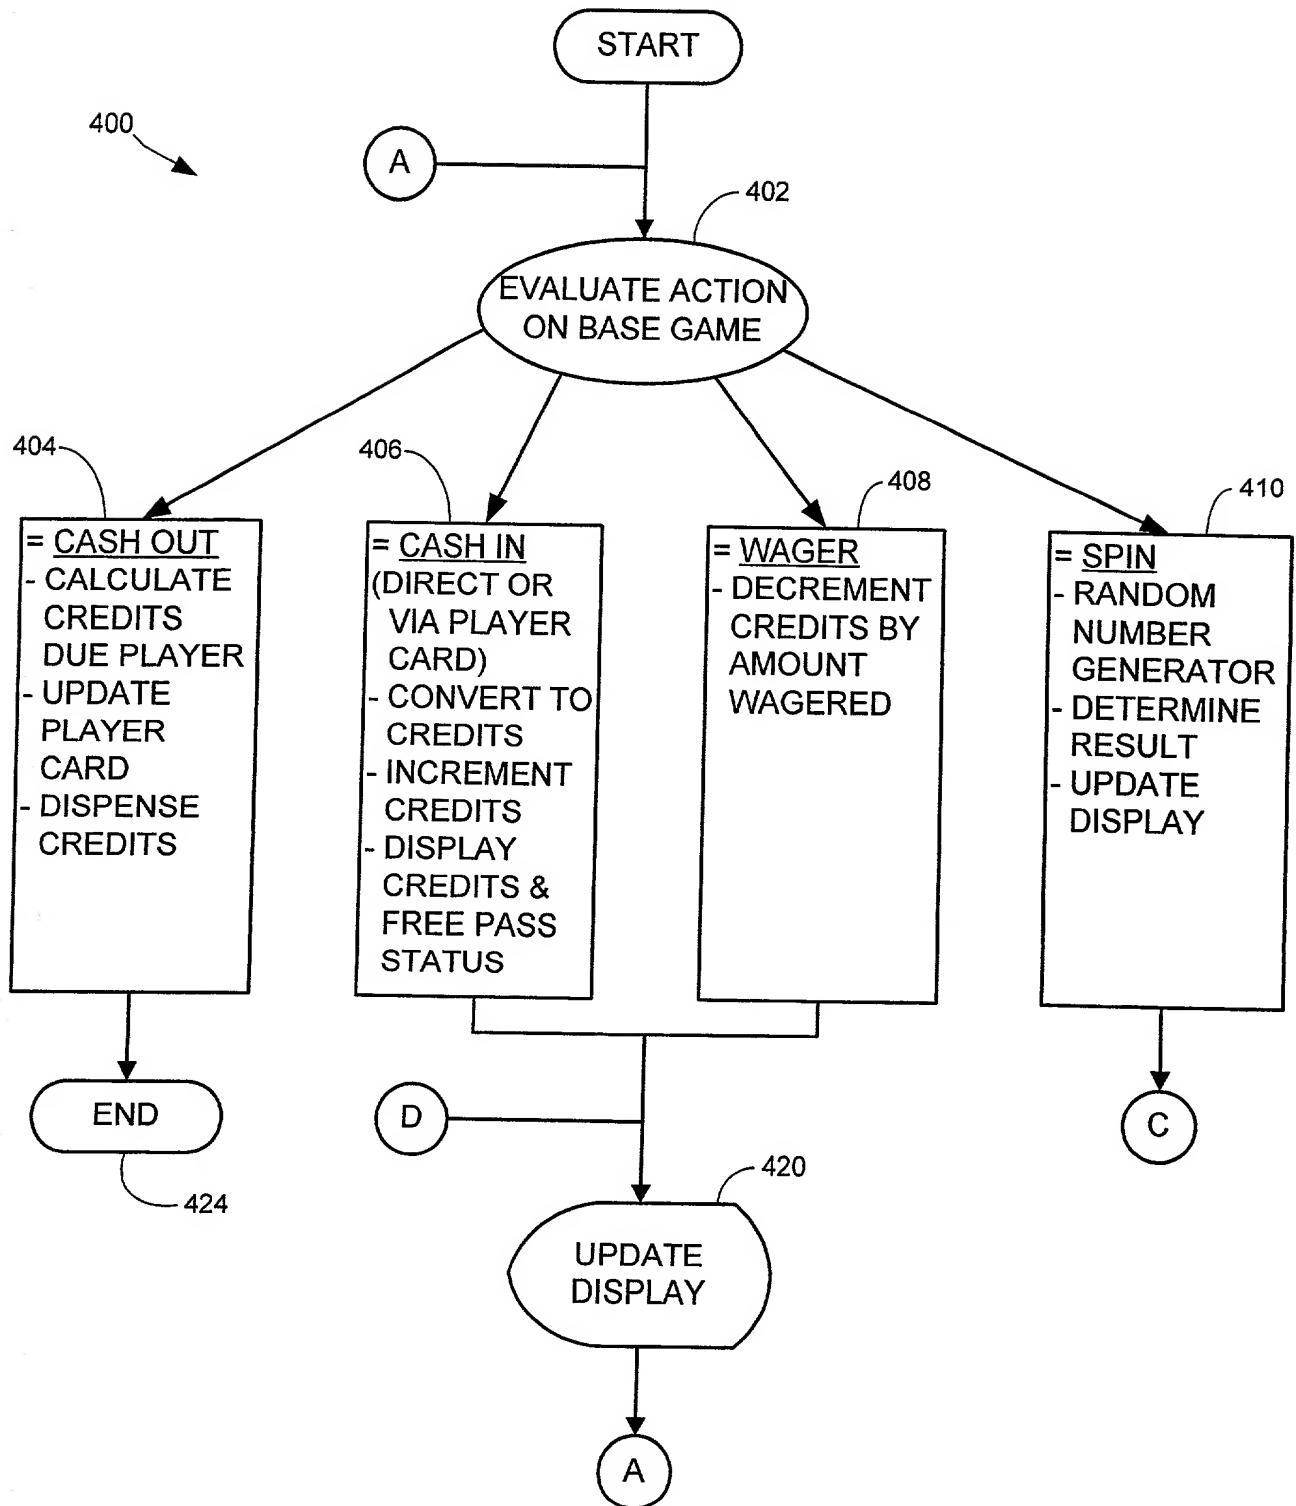 START
400
A
402
EVALUATE ACTION
ON BASE GAME
404
= CASH OUT
- CALCULATE
CREDITS
DUE PLAYER
- UPDATE
PLAYER
CARD
- DISPENSE
CREDITS
406
= CASH IN
(DIRECT OR
VIA PLAYER
CARD)
- CONVERT TO
CREDITS
- INCREMENT
CREDITS
- DISPLAY
CREDITS &
FREE PASS
STATUS
408
= WAGER
- DECREMENT
CREDITS BY
AMOUNT
WAGERED
410
= SPIN
- RANDOM
NUMBER
GENERATOR
- DETERMINE
RESULT
- UPDATE
DISPLAY
END
424
D
C
420
UPDATE
DISPLAY
A